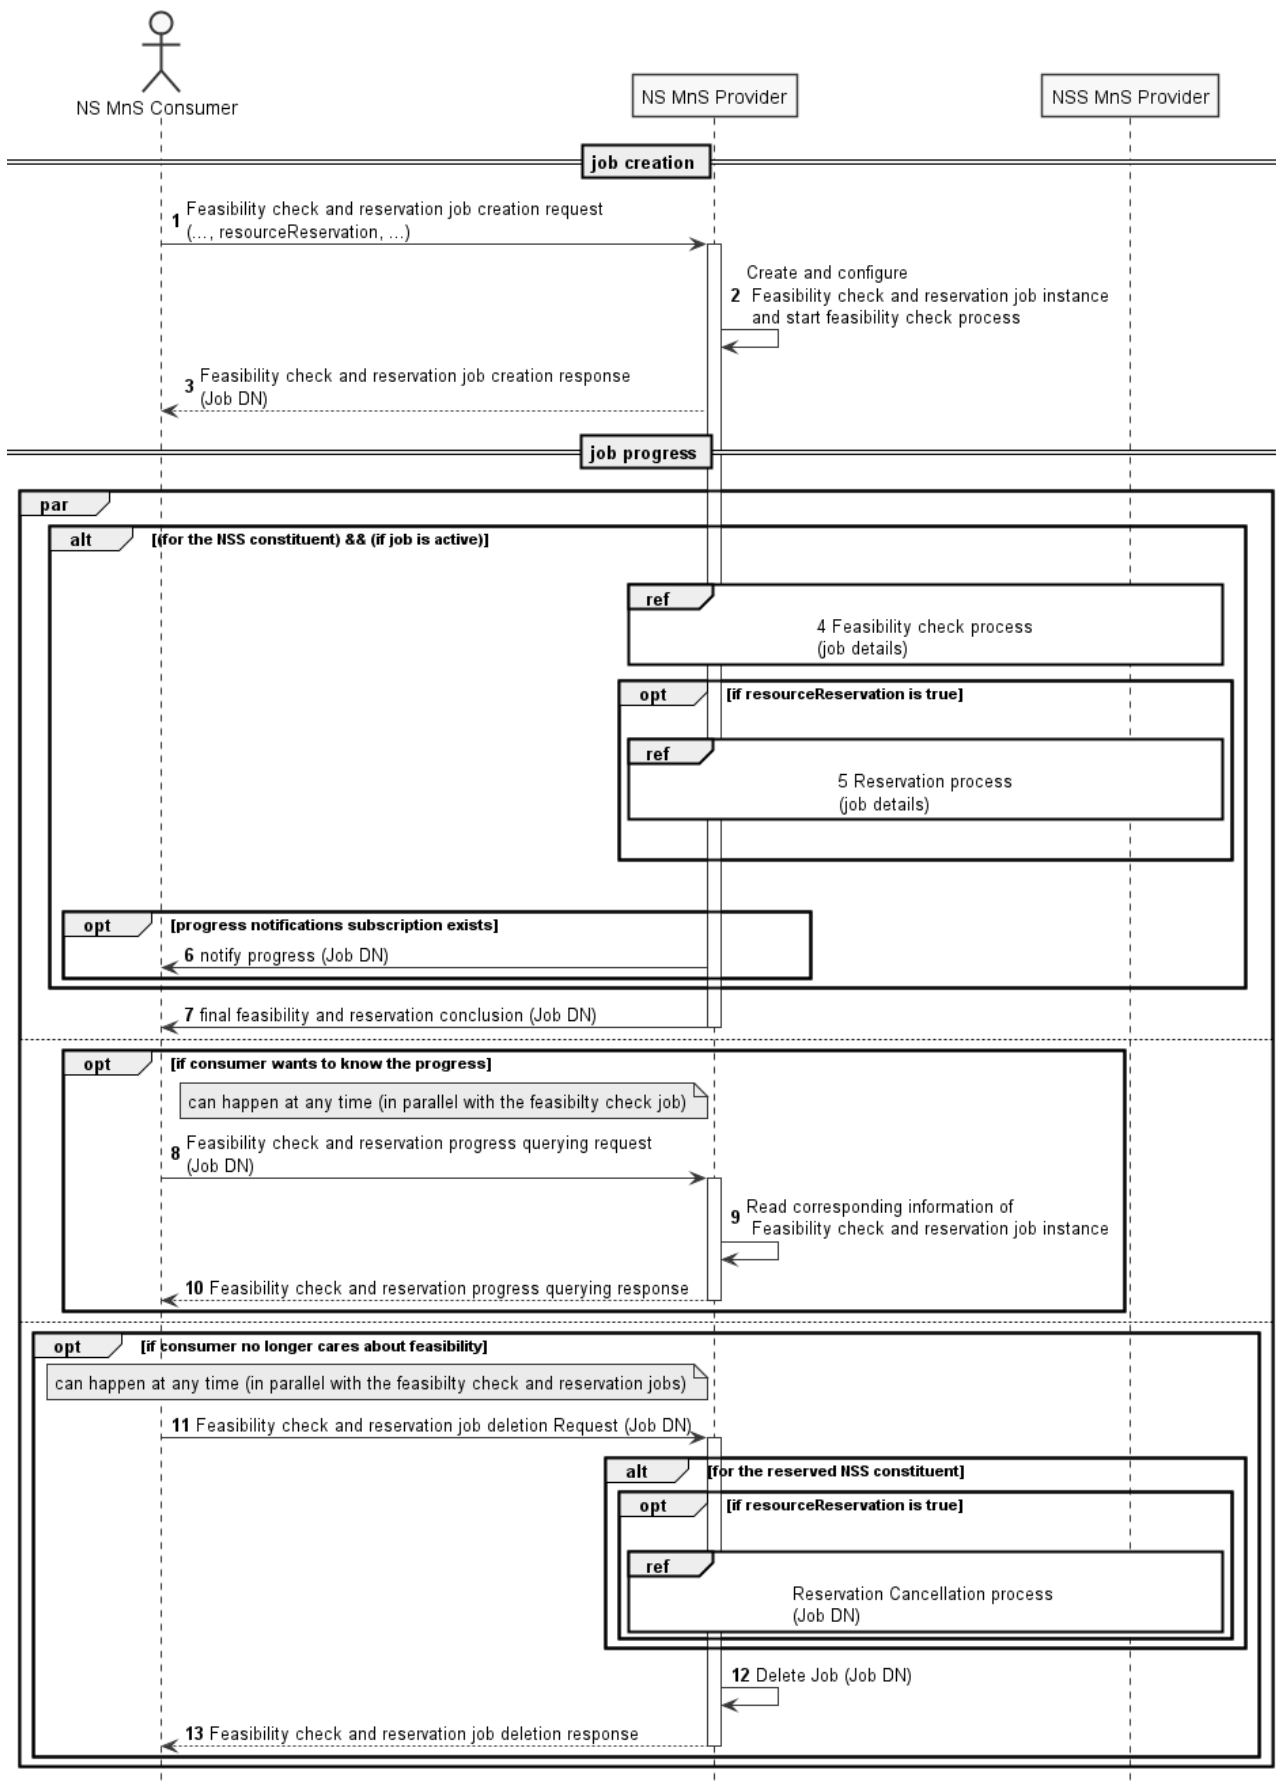 NS MnS Consumer
NS MnS Provider
NSS MnS Provider
job creation
1 Feasibility check and reservation job creation request
(..., resourceReservation, ...)
Create and configure
2 Feasibility check and reservation job instance
and start feasibility check process
3 Feasibility check and reservation job creation response
(Job DN)
job progress
par
alt [(for the NSS constituent) && (if job is active)]
ref
4 Feasibility check process
(job details)
opt [if resourceReservation is true]
ref
5 Reservation process
(job details)
opt [progress notifications subscription exists]
6 notify progress (Job DN)
7 final feasibility and reservation conclusion (Job DN)
opt [if consumer wants to know the progress]
can happen at any time (in parallel with the feasibilty check job)
8 Feasibility check and reservation progress querying request
(Job DN)
9 Read corresponding information of
Feasibility check and reservation job instance
10 Feasibility check and reservation progress querying response
opt [if consumer no longer cares about feasibility]
can happen at any time (in parallel with the feasibilty check and reservation jobs)
11 Feasibility check and reservation job deletion Request (Job DN)
alt [for the reserved NSS constituent]
opt [if resourceReservation is true]
ref
Reservation Cancellation process
(Job DN)
12 Delete Job (Job DN)
13 Feasibility check and reservation job deletion response